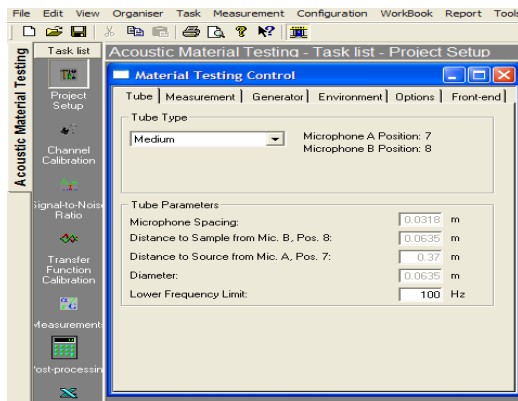 File Edit View Organiser Task Measurement Configuration WorkBook Report Tools
Acoustic Material Testing
Task list
Project
Setup
Channel
Calibration
Signal-to-Nois
Ratio
Transfer
Function
Calibration
Measurement
Post-processin
Acoustic Material Testing - Task list - Project Setup
Material Testing Control
Tube Measurement Generator Environment Options Front-end
Tube Type
Medium
Microphone A Position: 7
Microphone B Position: 8
Tube Parameters
Microphone Spacing: 0.0318 m
Distance to Sample from Mic. B, Pos. 8: 0.0635 m
Distance to Source from Mic. A, Pos. 7: 0.37 m
Diameter: 0.0635 m
Lower Frequency Limit: 100 Hz